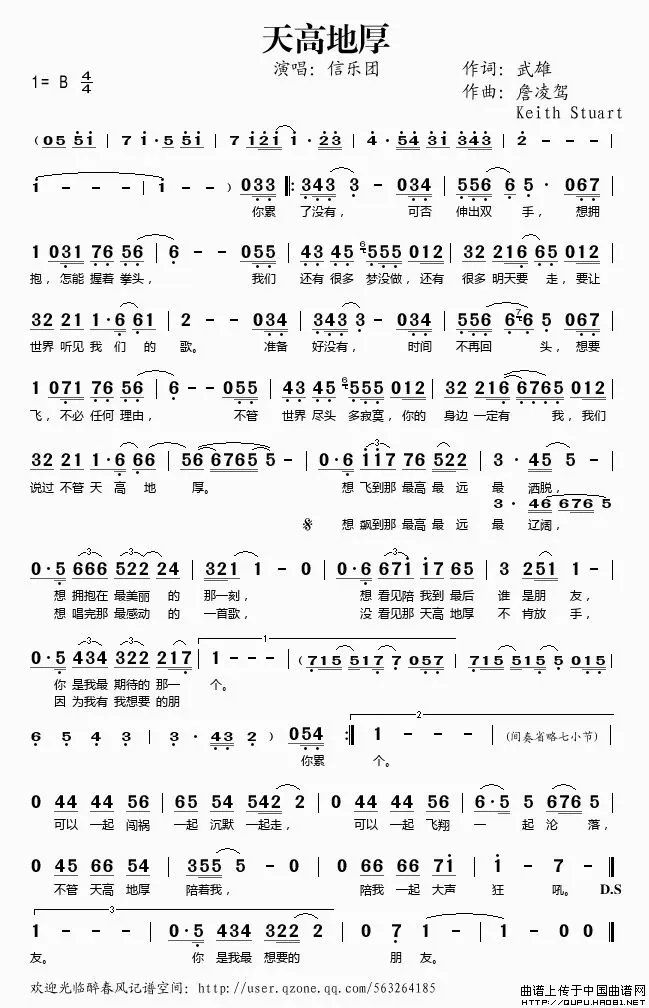 天高地厚
演唱：信乐团
作词：武雄
1= B 4/4
作曲：詹凌驾
Keith Stuart
(05 51 | 7 1·5 51 | 7 121 1·23 | 4·54 31 343 | 2 - - -
1 - - - | 1 - - ) 033 ‖: 343 3 - 034 | 556 6 5· 067
你累 了没有， 可否 伸出双 手， 想拥
1 031 76 56 | 6 - - 055 | 43 45 6555 012 | 32 216 65 012
抱，怎能 握着 拳头， 我们 还有 很多 梦没做，还有 很多 明天要 走，要让
32 21 1·6 61 | 2 - - 034 | 343 3 - 034 | 556 676 5 067
世界 听见 我 们 的 歌。 准备 好没有， 时间 不再回 头，想要
1 071 76 56 | 6 - - 055 | 43 45 6555 012 | 32 216 6765 012
飞，不必 任何 理由， 不管 世界 尽头 多寂寞，你的 身边 一定有 我，我们
32 21 1·6 66 | 56 6765 5 - | 0·6 117 76 522 | 3· 45 5 -
说过 不管 天 高 地 厚。 想 飞到那 最高 最远 最 洒脱，
3· 46 676 5
想 飘到那 最高 最远 最 辽阔，
0·5 666 522 24 | 321 1 - 0 | 0·6 671 17 65 | 3 251 1 -
想 拥抱在 最美丽 的 那一刻， 想 看见陪 我到 最后 谁 是朋 友，
想 唱完那 最感动 的 一首歌， 没 看见那 天高 地厚 不 肯放 手，
0·5 434 322 217 | 1 - - - | (715 517 7 057 | 715 515 5 015
1
你 是我最 期待的 那一 个。
因 为我有 我想要 的朋
6 5 4 3 | 3· 43 2 ) 054 :‖ 1 - - - | (间奏省略七小节) |
2
你累 个。
0 44 44 56 | 65 54 542 2 | 0 44 44 56 | 6·5 5 676 5
可以 一起 闯祸 一起 沉默 一起走， 可以 一起 飞翔 一 起 沦 落，
0 45 66 54 | 355 5 - 0 | 0 66 66 71 | 1 - 7 - ‖
不管 天高 地厚 陪着我， 陪我 一起 大声 狂 吼。 D.S
3
1 - - - | 0·5 434 322 2 | 0 7 1 - | 1 - - 0 ‖
友。 你 是我最 想要的 朋 友。
欢迎光临醉春风记谱空间：http://user.qzone.qq.com/563264185
曲谱上传于中国曲谱网
http://QUPU.HAO81.NET